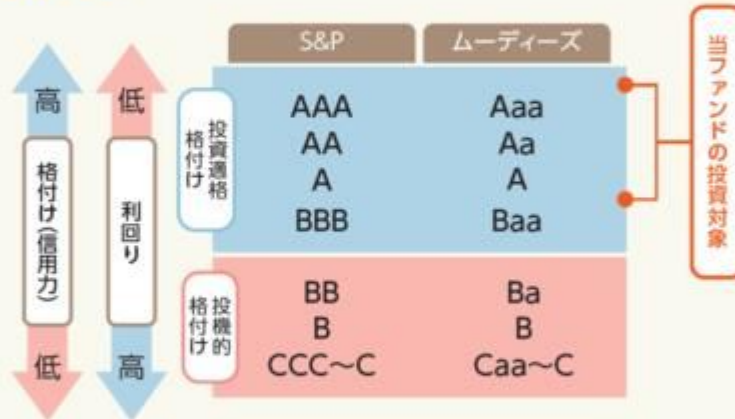 S&P
ムーディーズ
高
格付け(信用力)
低
低
利回り
高
投資適格
格付け
AAA
Aaa
AA
Aa
A
A
BBB
Baa
投機的
格付け
BB
Ba
B
B
CCC～C
Caa～C
当ファンドの投資対象